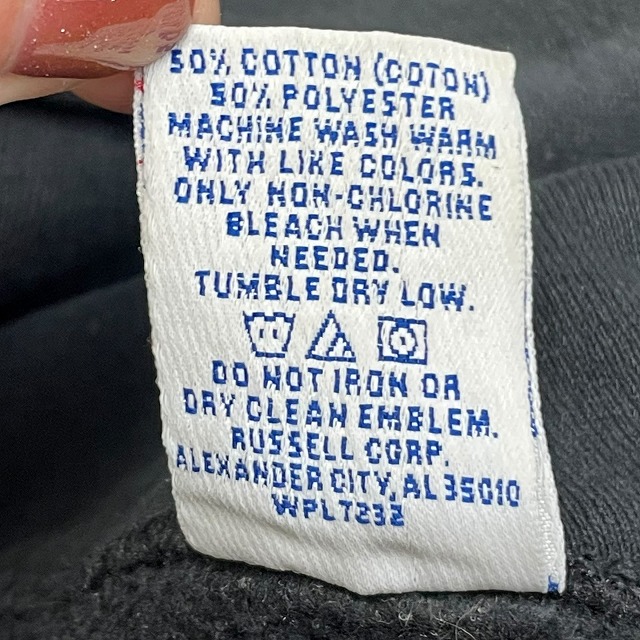 50% COTTON (COTON)
50% POLYESTER
MACHINE WASH WARM
WITH LIKE COLORS.
ONLY NON-CHLORINE
BLEACH WHEN
NEEDED.
TUMBLE DRY LOW.
DO NOT IRON OR
DRY CLEAN EMBLEM.
RUSSELL CORP.
ALEXANDER CITY, AL 35010
WPL7232